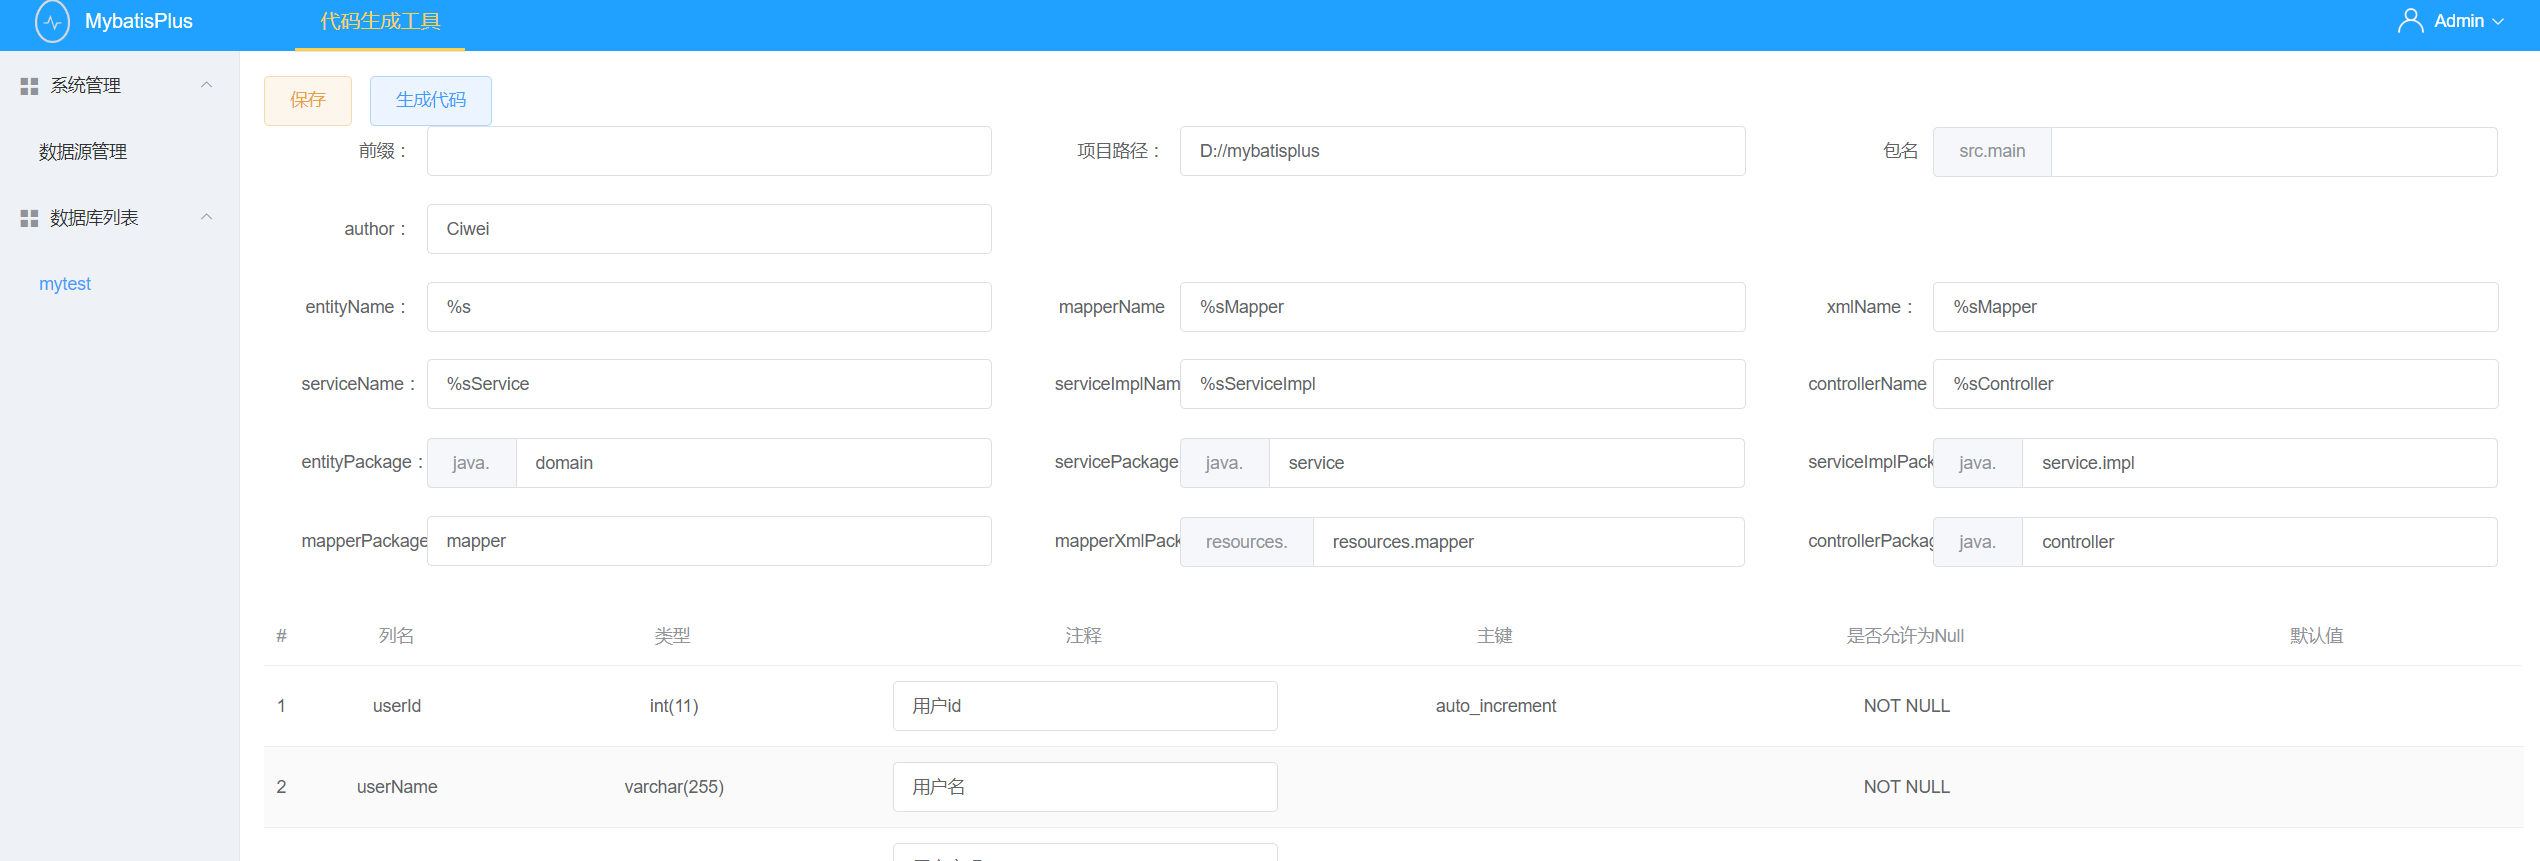 MybatisPlus 代码生成工具 Admin
系统管理
数据源管理
数据库列表
mytest
保存 生成代码
前缀： 项目路径： D://mybatisplus 包名 src.main
author： Ciwei
entityName： %s mapperName %sMapper xmlName： %sMapper
serviceName： %sService serviceImplNam %sServiceImpl controllerName %sController
entityPackage： java. domain servicePackage java. service serviceImplPack java. service.impl
mapperPackage mapper mapperXmlPack resources. resources.mapper controllerPackag java. controller
# 列名 类型 注释 主键 是否允许为Null 默认值
1 userId int(11) 用户id auto_increment NOT NULL
2 userName varchar(255) 用户名 NOT NULL